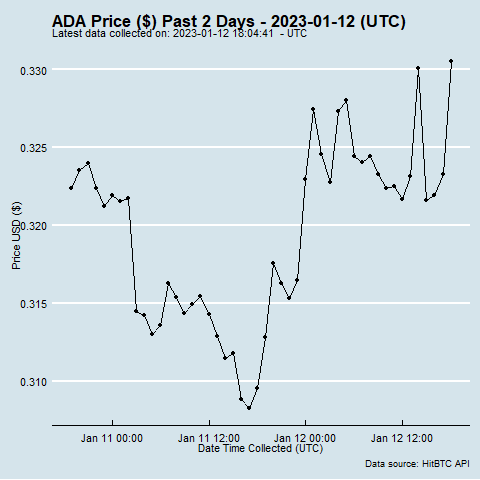 ADA Price ($) Past 2 Days - 2023-01-12 (UTC)
Latest data collected on: 2023-01-12 18:04:41  - UTC
0.330
0.325
0.320
0.315
0.310
Price USD ($)
Jan 11 00:00 Jan 11 12:00 Jan 12 00:00 Jan 12 12:00
Date Time Collected (UTC)
Data source: HitBTC API